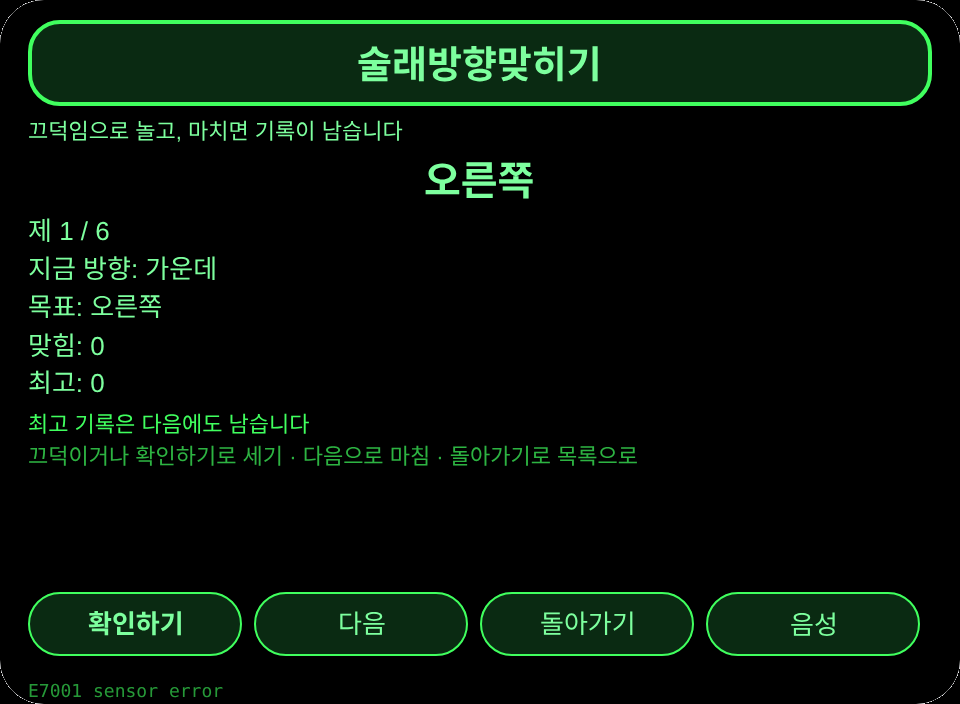 술래방향맞히기
끄덕임으로 놀고, 마치면 기록이 남습니다
오른쪽
제 1 / 6
지금 방향: 가운데
목표: 오른쪽
맞힘: 0
최고: 0
최고 기록은 다음에도 남습니다
끄덕이거나 확인하기로 세기 · 다음으로 마침 · 돌아가기로 목록으로
확인하기 다음 돌아가기 음성
E7001 sensor error